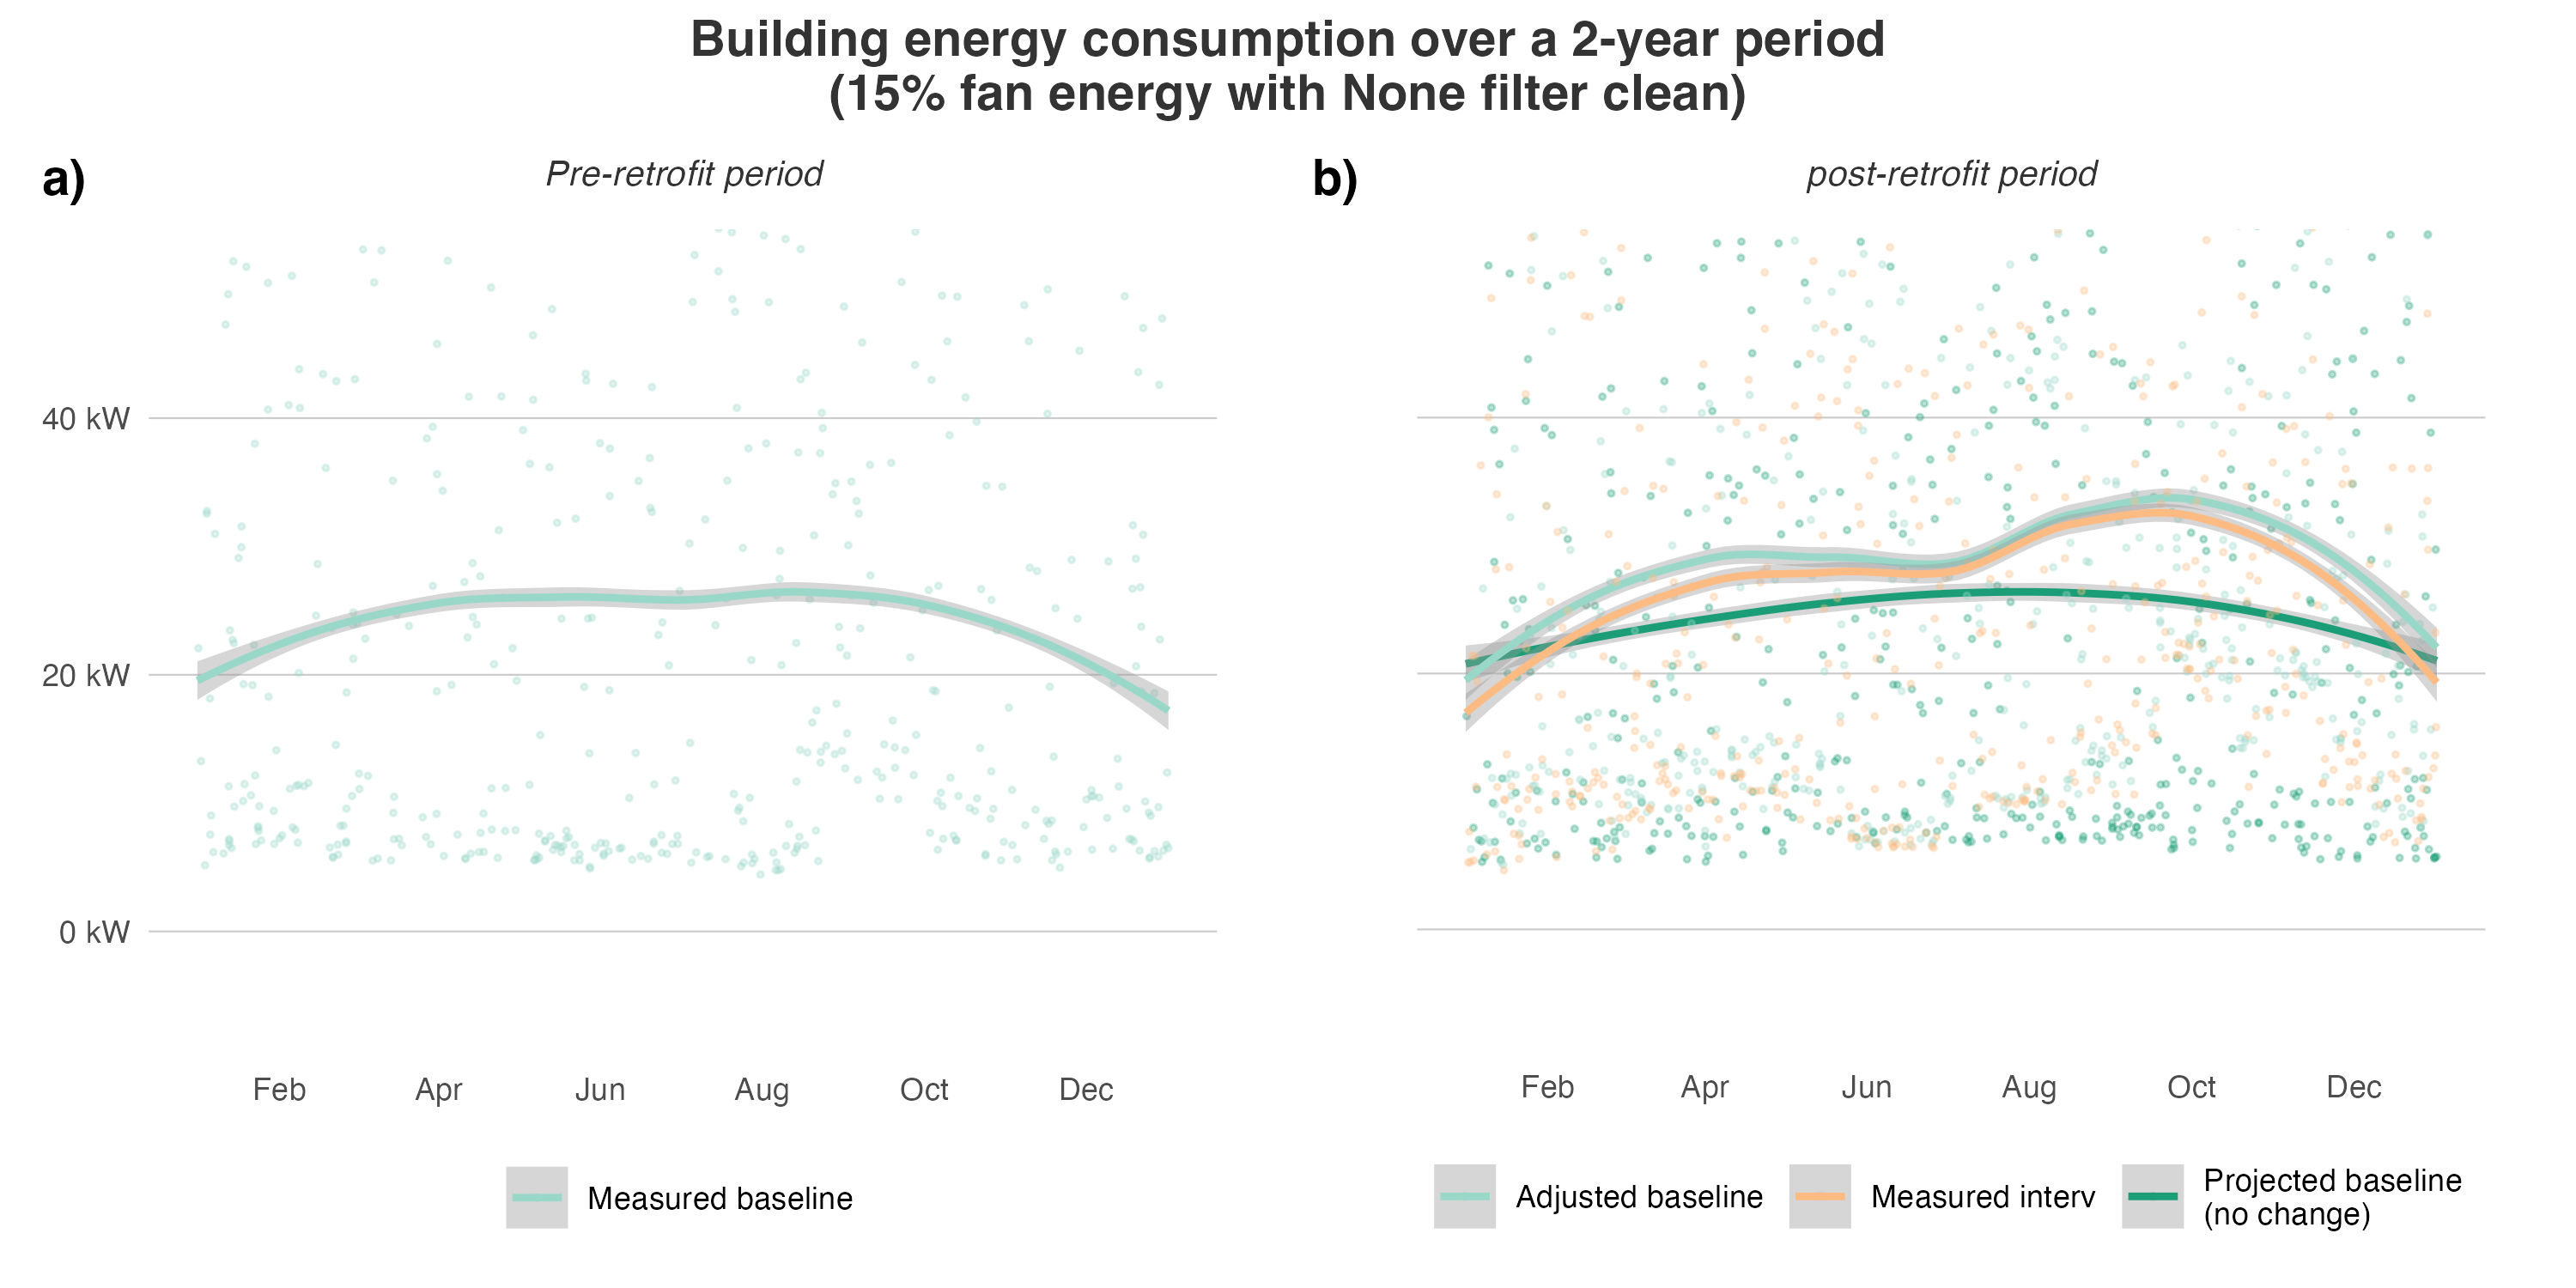 Building energy consumption over a 2-year period
(15% fan energy with None filter clean)
a)
Pre-retrofit period
40 kW
20 kW
0 kW
Feb Apr Jun Aug Oct Dec
Measured baseline
b)
post-retrofit period
Feb Apr Jun Aug Oct Dec
Adjusted baseline
Measured interv
Projected baseline
(no change)